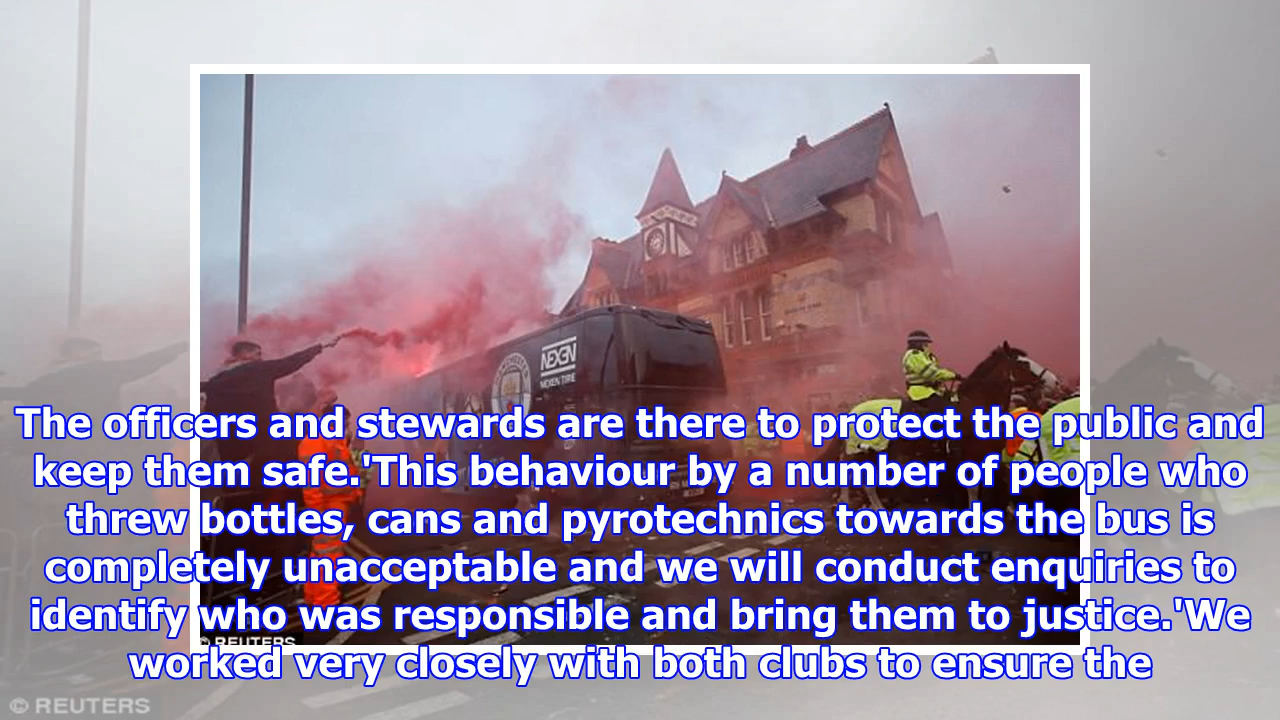 NEXEN
NEXEN TIRE
The officers and stewards are there to protect the public and
keep them safe.'This behaviour by a number of people who
threw bottles, cans and pyrotechnics towards the bus is
completely unacceptable and we will conduct enquiries to
identify who was responsible and bring them to justice.'We
© REUTERS
worked very closely with both clubs to ensure the
© REUTERS